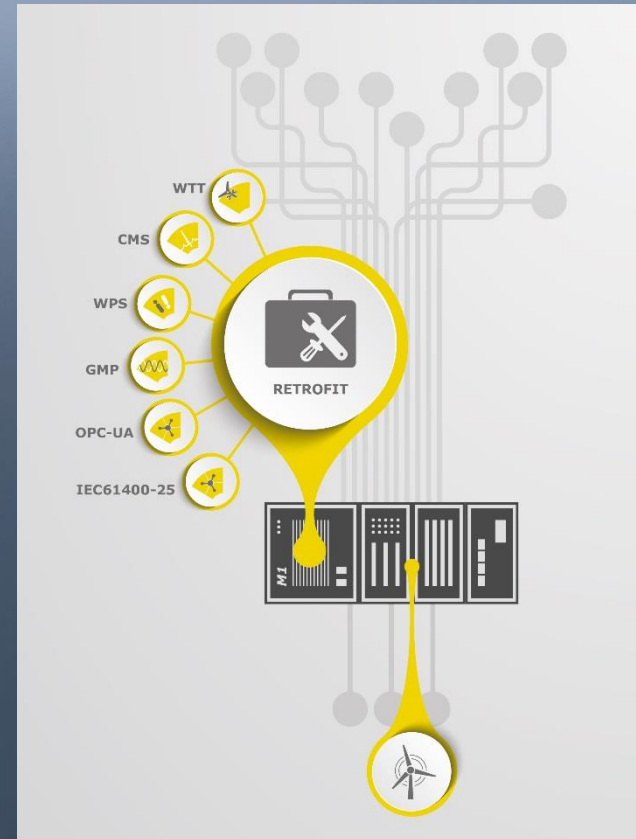 WTT
CMS
WPS
GMP
OPC-UA
IEC61400-25
RETROFIT
M1